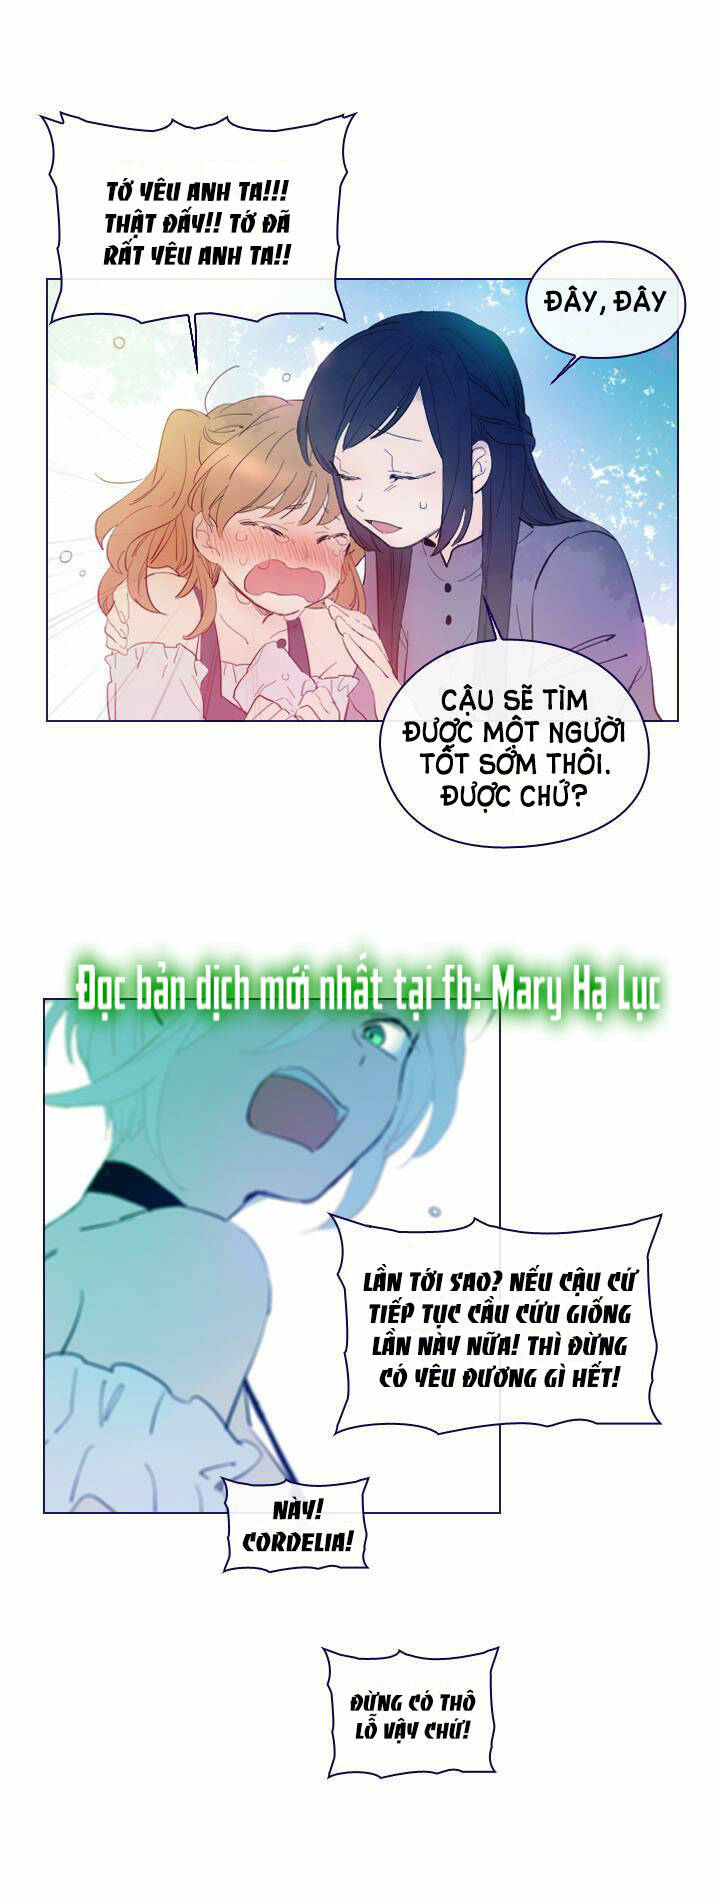 TỚ YÊU ANH TA!!!
THẬT ĐẤY!! TỚ ĐÃ
RẤT YÊU ANH TA!!
ĐÂY, ĐÂY
CẬU SẼ TÌM
ĐƯỢC MỘT NGƯỜI
TỐT SỚM THÔI.
ĐƯỢC CHỨ?
Đọc bản dịch mới nhất tại fb: Mary Hạ Lục
LẦN TỚI SAO? NẾU CẬU CỨ
TIẾP TỤC CẦU CỨU GIỐNG
LẦN NÀY NỮA! THÌ ĐỪNG
CÓ YÊU ĐƯƠNG GÌ HẾT!
NÀY!
CORDELIA!
ĐỪNG CÓ THÔ
LỖ VẬY CHỨ!